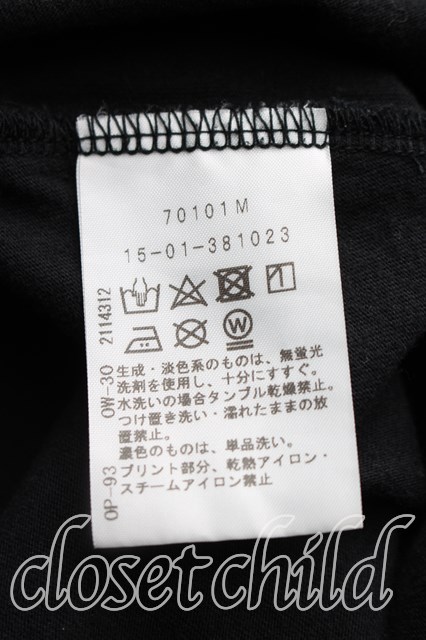 70101M
15-01-381023
生成・淡色系のものは、無蛍光
洗剤を使用し、十分にすすぐ。
水洗いの場合タンブル乾燥禁止。
つけ置き洗い・濡れたままの放
置禁止。
濃色のものは、単品洗い。
プリント部分、乾熱アイロン・
スチームアイロン禁止
OP-93 0W-30 2114312
W
closetchild